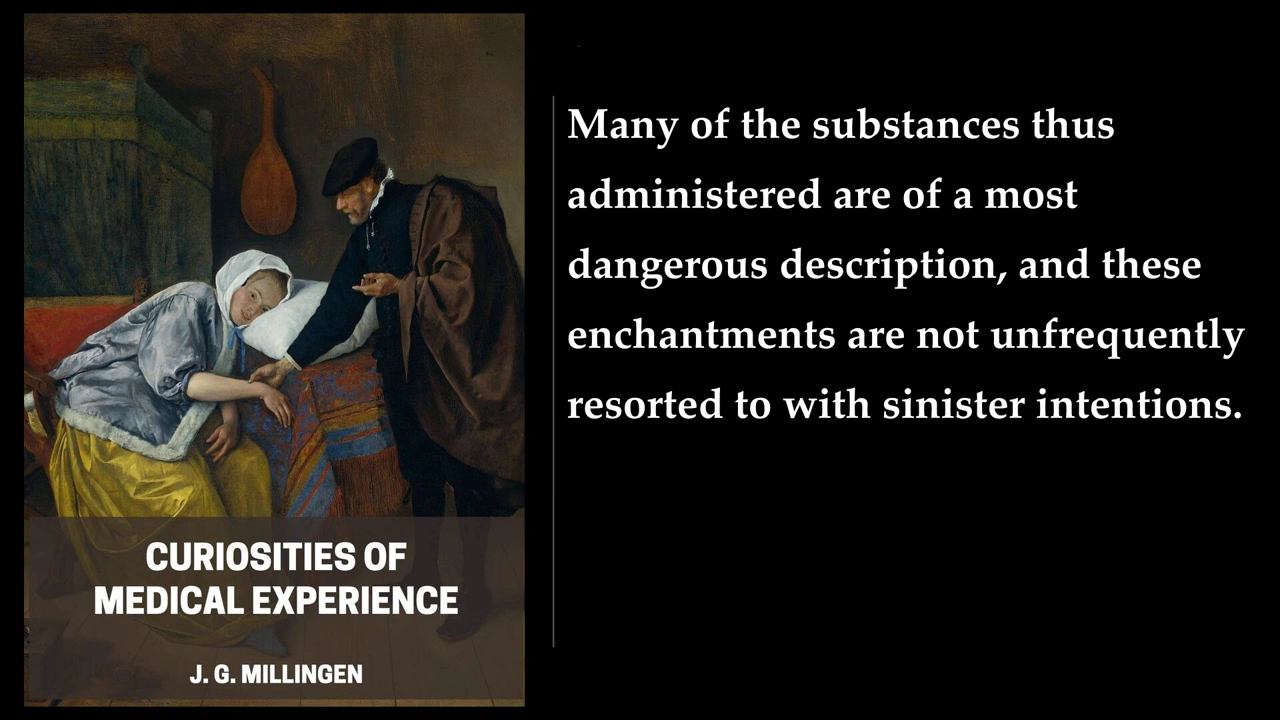 Many of the substances thus
administered are of a most
dangerous description, and these
enchantments are not unfrequently
resorted to with sinister intentions.
CURIOSITIES OF
MEDICAL EXPERIENCE
J. G. MILLINGEN